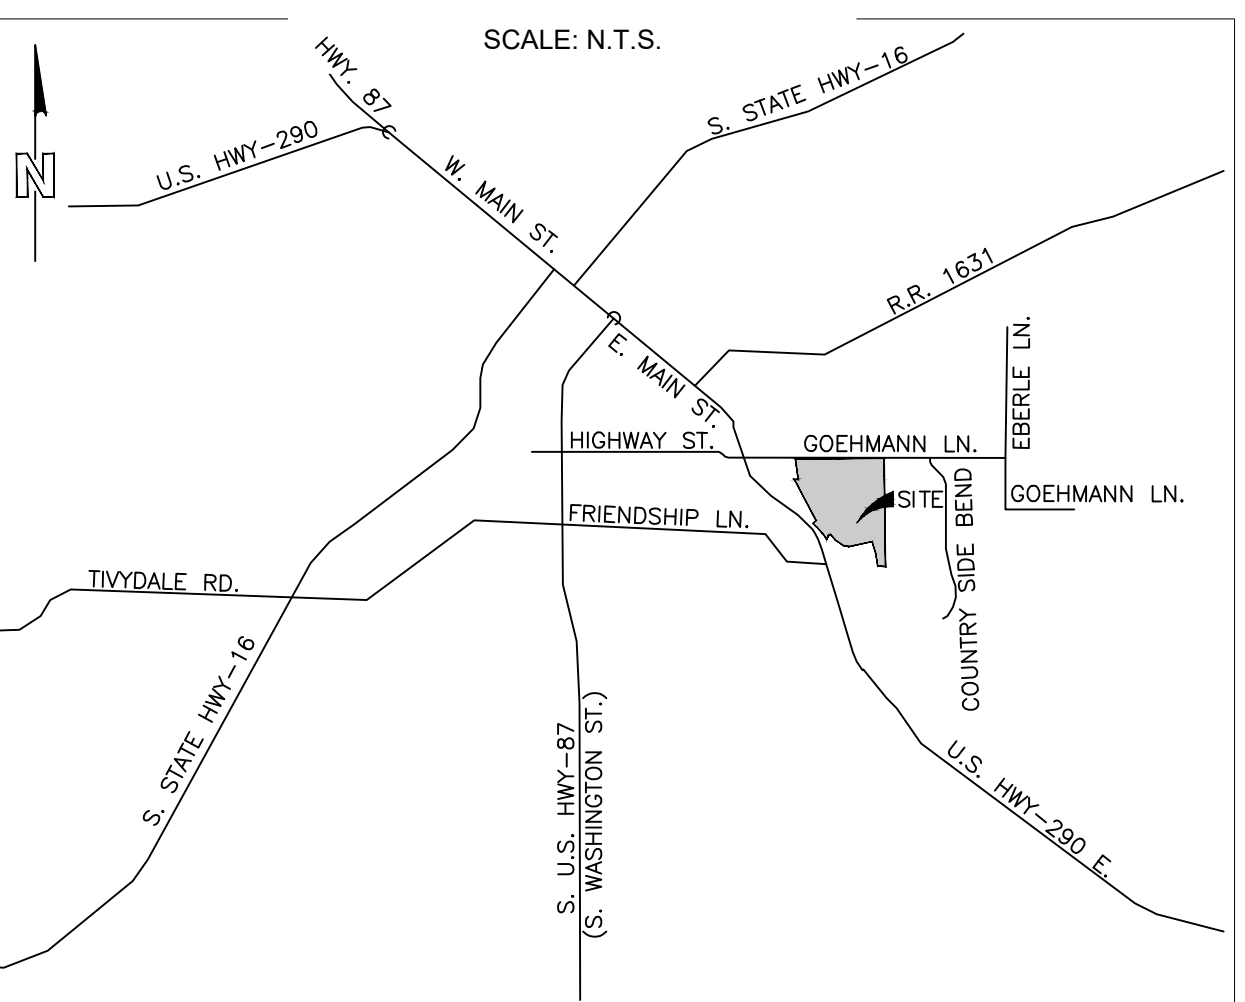 SCALE: N.T.S.
HWY. 87
S. STATE HWY-16
U.S. HWY-290
N
W. MAIN ST.
R.R. 1631
E. MAIN ST.
EBERLE LN.
HIGHWAY ST.
GOEHMANN LN.
SITE
GOEHMANN LN.
FRIENDSHIP LN.
COUNTRY SIDE BEND
TIVYDALE RD.
S. STATE HWY-16
S. U.S. HWY-87
(S. WASHINGTON ST.)
U.S. HWY-290 E.